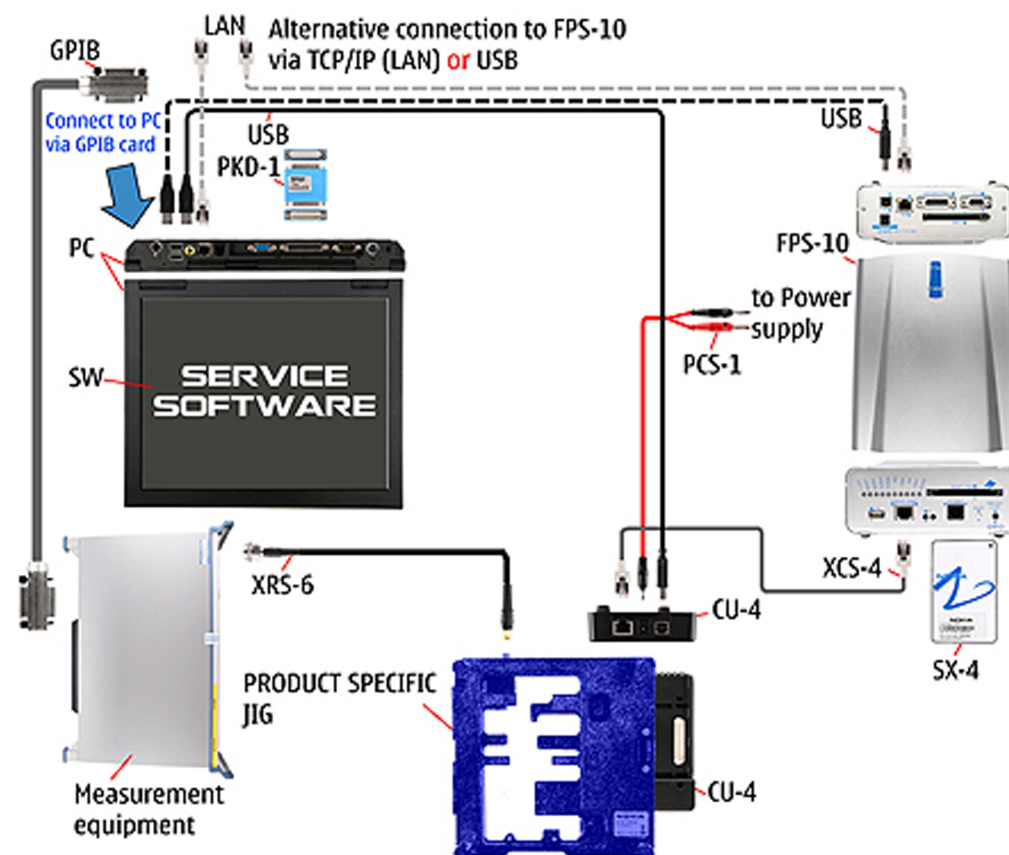 LAN
Alternative connection to FPS-10
via TCP/IP (LAN) or USB
GPIB
Connect to PC
via GPIB card
USB
PKD-1
USB
PC
FPS-10
to Power
supply
PCS-1
SW
SERVICE
SOFTWARE
XRS-6
XCS-4
CU-4
SX-4
NOKIA
PRODUCT SPECIFIC
JIG
CU-4
Measurement
equipment